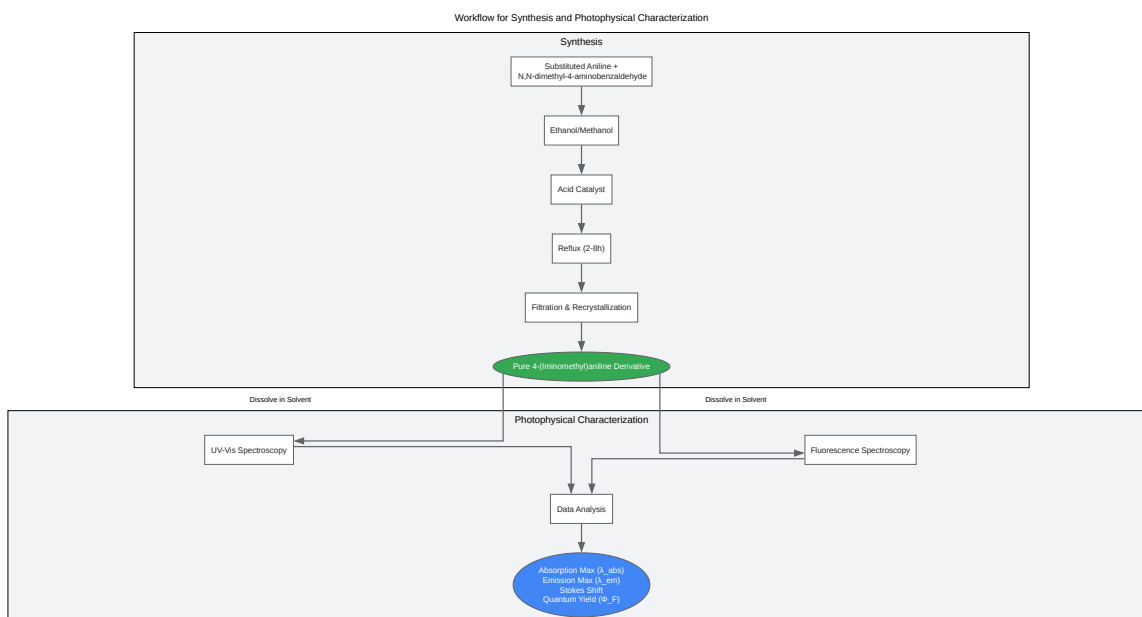 Workflow for Synthesis and Photophysical Characterization
Synthesis
Substituted Aniline +
N,N-dimethyl-4-aminobenzaldehyde
Ethanol/Methanol
Acid Catalyst
Reflux (2-8h)
Filtration & Recrystallization
Pure 4-(Iminomethyl)aniline Derivative
Dissolve in Solvent
Dissolve in Solvent
Photophysical Characterization
UV-Vis Spectroscopy
Fluorescence Spectroscopy
Data Analysis
Absorption Max (λ_abs)
Emission Max (λ_em)
Stokes Shift
Quantum Yield (Φ_F)